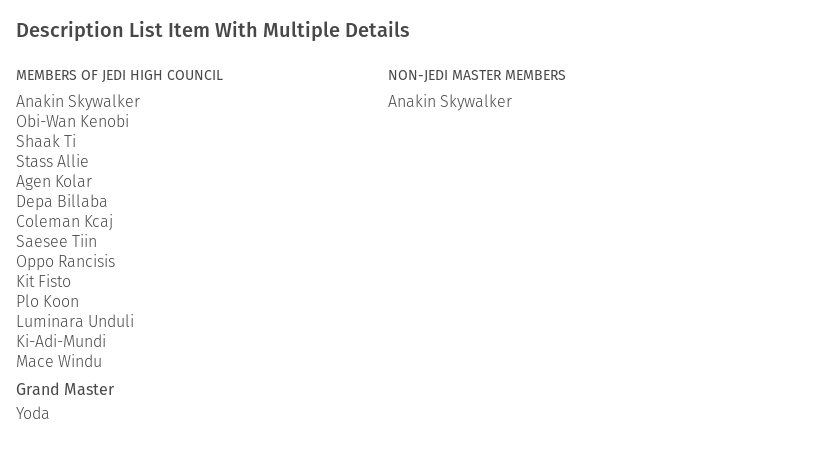 Description List Item With Multiple Details
MEMBERS OF JEDI HIGH COUNCIL
Anakin Skywalker
Obi-Wan Kenobi
Shaak Ti
Stass Allie
Agen Kolar
Depa Billaba
Coleman Kcaj
Saesee Tiin
Oppo Rancisis
Kit Fisto
Plo Koon
Luminara Unduli
Ki-Adi-Mundi
Mace Windu
Grand Master
Yoda
NON-JEDI MASTER MEMBERS
Anakin Skywalker